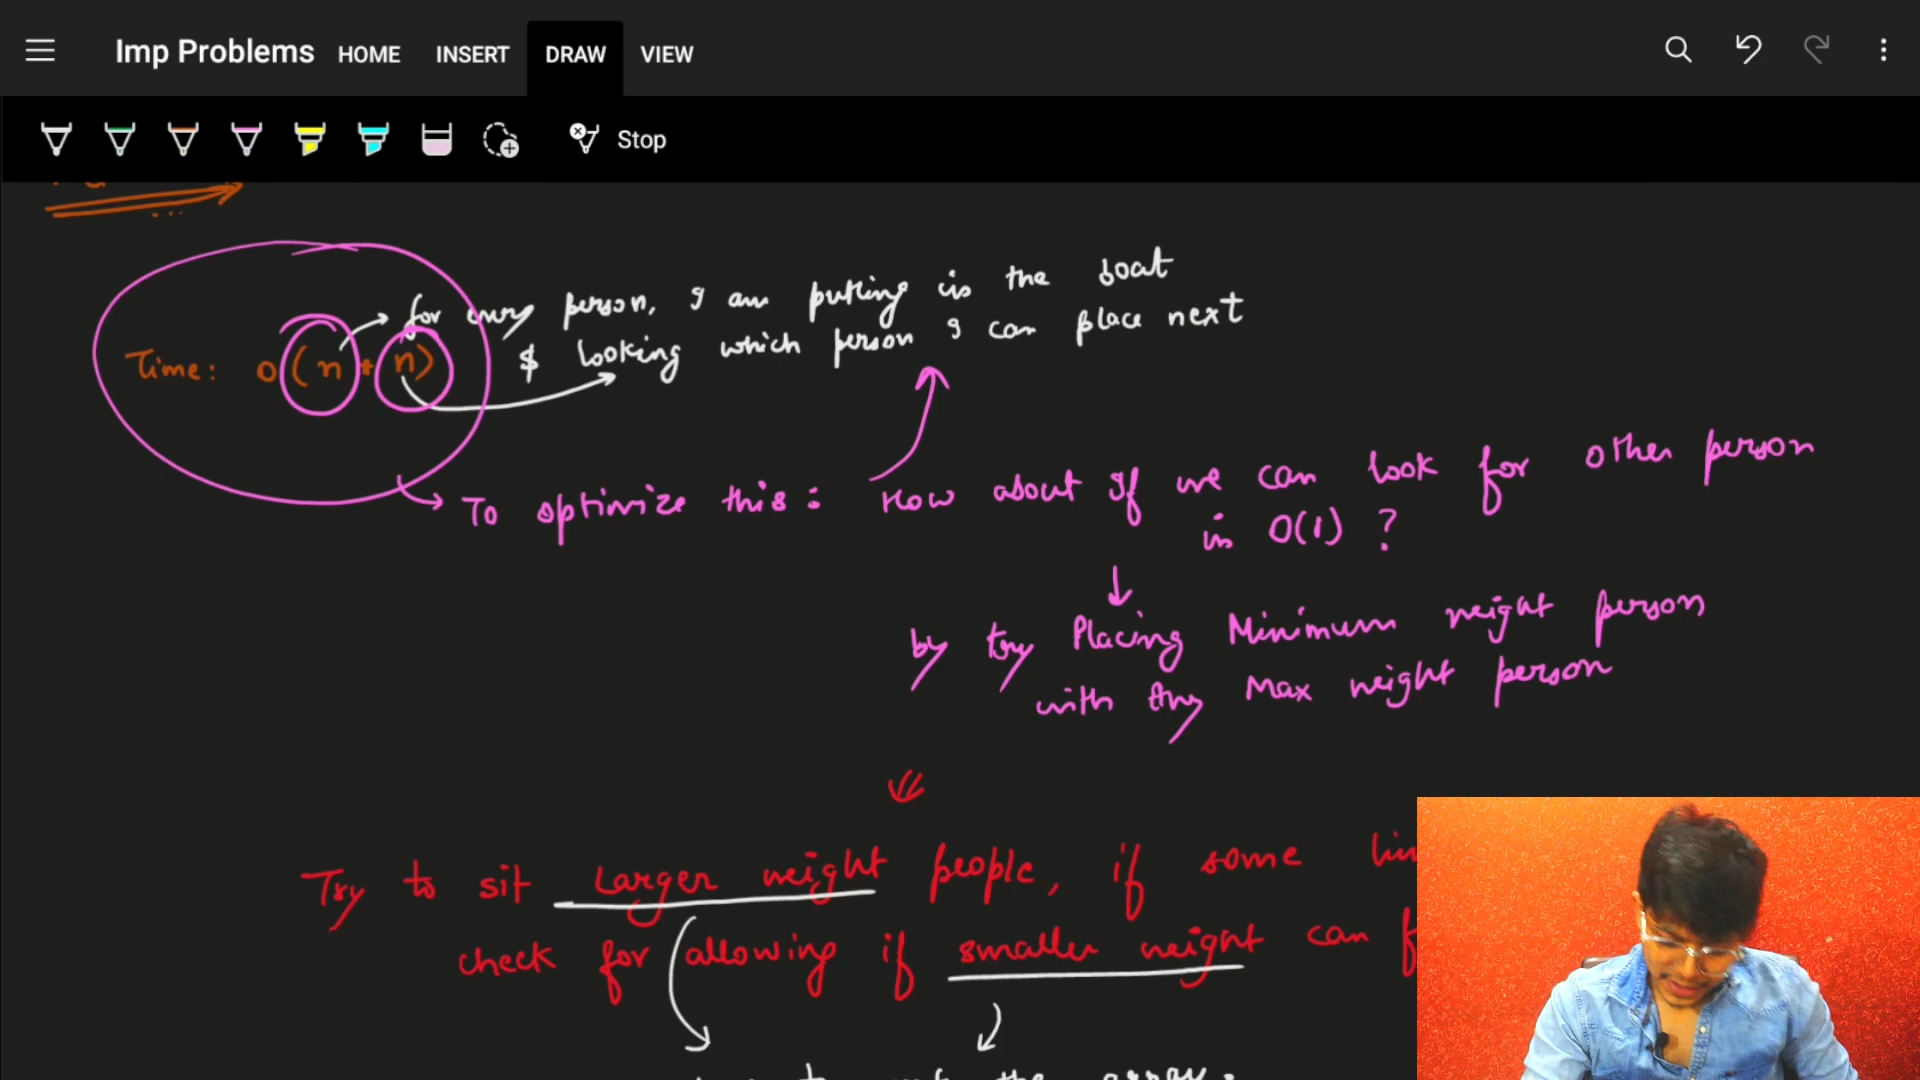 Imp Problems HOME INSERT DRAW VIEW
Stop
for every person, I am putting in the boat
Time: O(n * n) $ looking which person I can place next
To optimize this: How about If we can look for other person
in O(1) ?
by try Placing Minimum weight person
with Any Max weight person
Try to sit Larger weight people, if some
check for allowing if smaller weight can
the array.